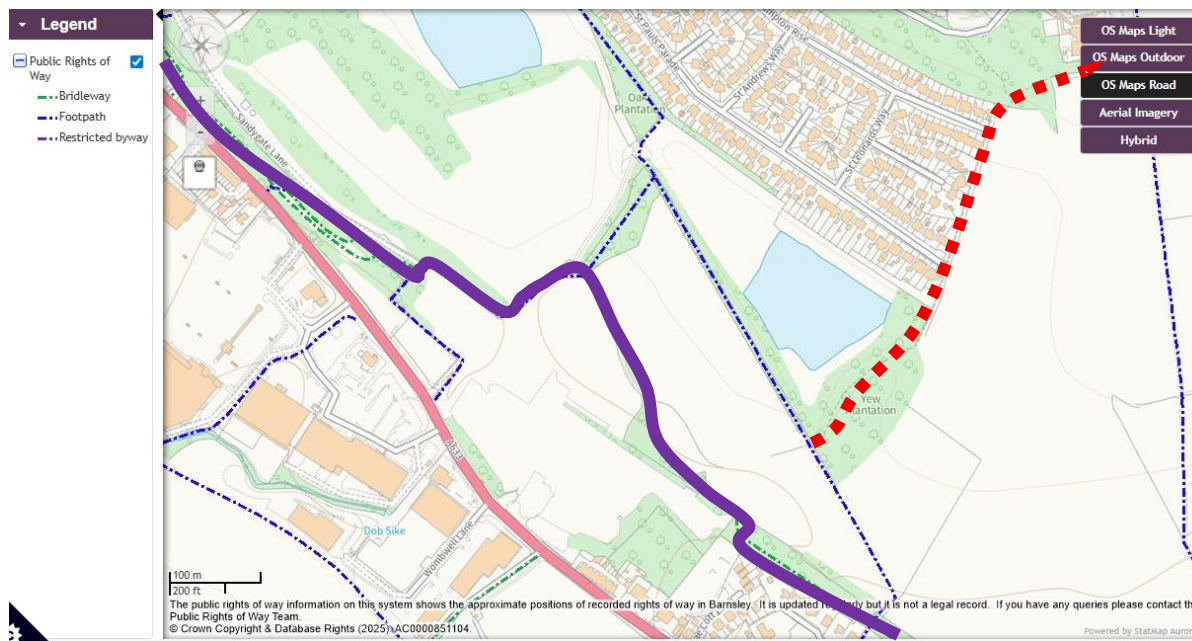 Legend
Public Rights of
Way
Bridleway
Footpath
Restricted byway
OS Maps Light
OS Maps Outdoor
OS Maps Road
Aerial Imagery
Hybrid
St Pauls Parade
St Andrews Way
St Leonards Way
Plantation
Sandygate Lane
Yew
Plantation
A633
Wombwell Lane
Dob Sike
100 m
200 ft
The public rights of way information on this system shows the approximate positions of recorded rights of way in Barnsley. It is updated but it is not a legal record. If you have any queries please contact the
Public Rights of Way Team.
© Crown Copyright & Database Rights (2025). AC0000851104.
Powered by StatMap Auror